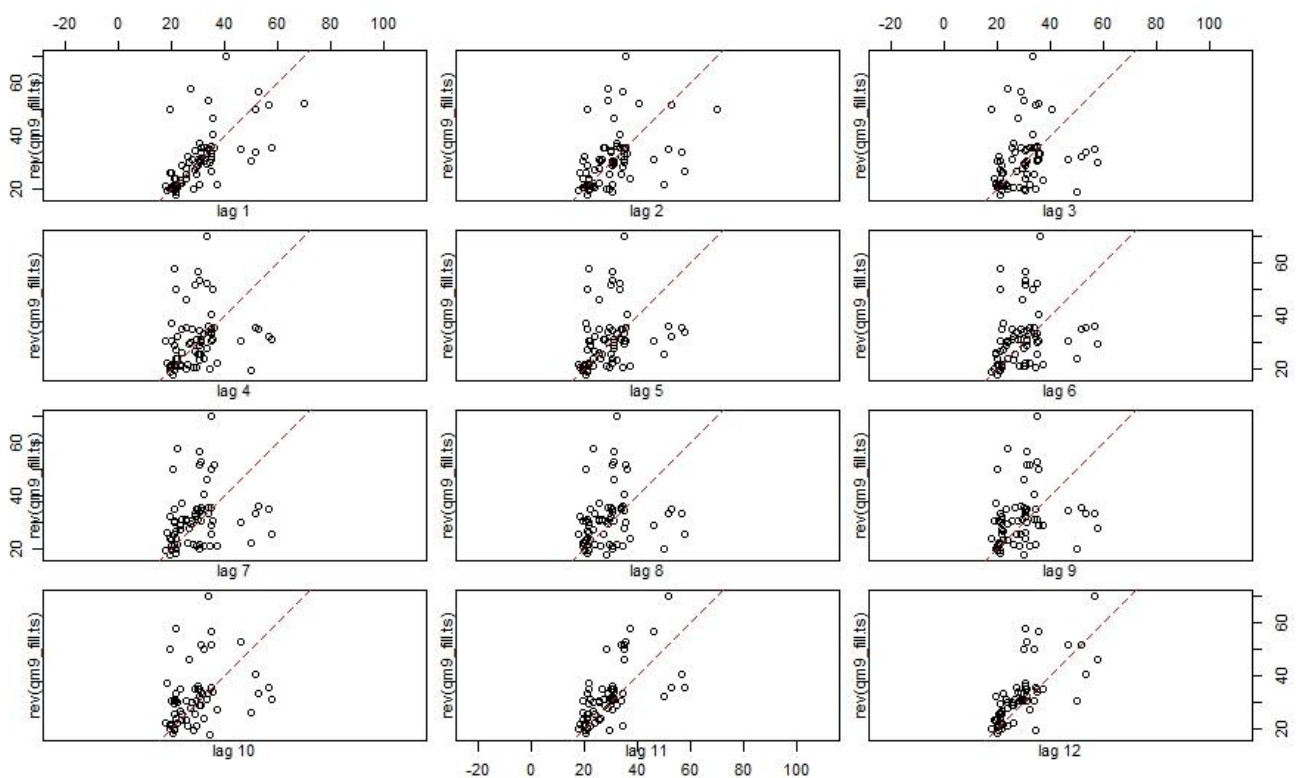 -20 0 20 40 60 100 -20 0 20 40 60 100
20 40 60
rev(qm9_fill.ts)
rev(qm9_fill.ts)
rev(qm9_fill.ts)
lag 1
lag 2
lag 3
rev(qm9_fill.ts)
rev(qm9_fill.ts)
rev(qm9_fill.ts)
20 40 60
lag 4
lag 5
lag 6
20 40 60
rev(qm9_fill.ts)
rev(qm9_fill.ts)
rev(qm9_fill.ts)
lag 7
lag 8
lag 9
rev(qm9_fill.ts)
rev(qm9_fill.ts)
rev(qm9_fill.ts)
20 40 60
lag 10
lag 11
lag 12
-20 0 20 40 60 100